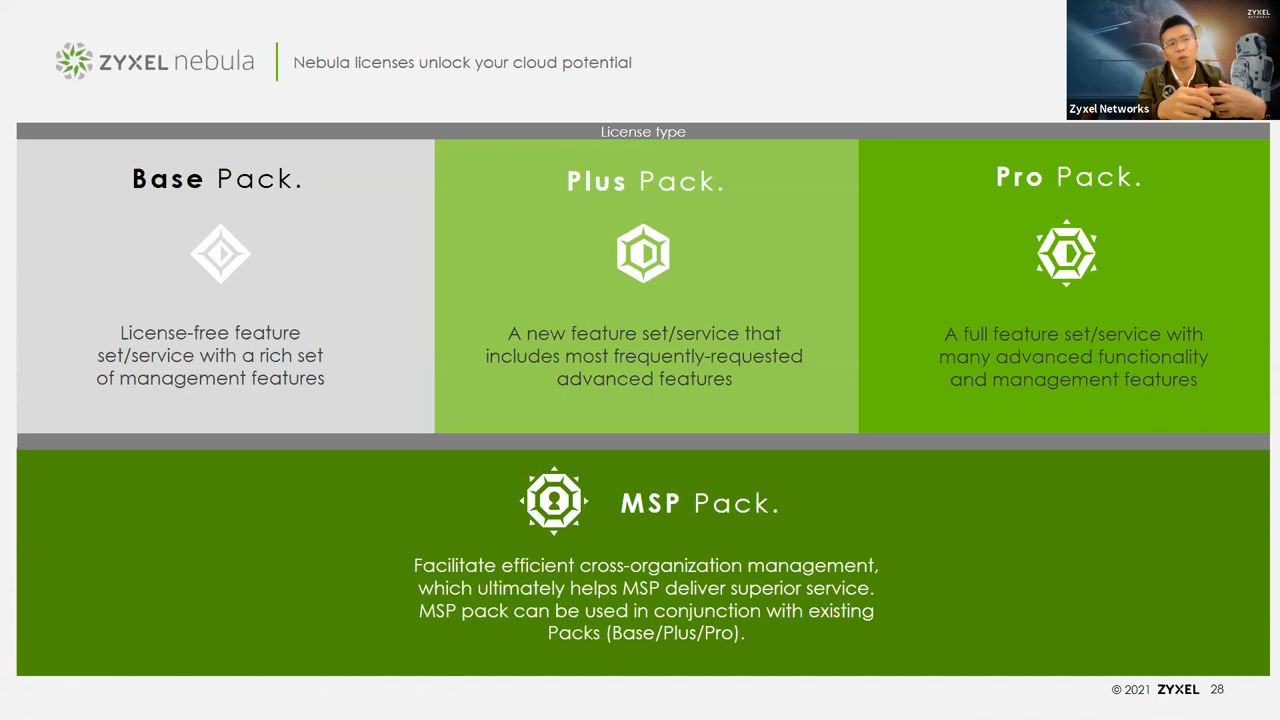 ZYXEL nebula
Nebula licenses unlock your cloud potential
ZYXEL
NETWORKS
Zyxel Networks
License type
Base Pack.
License-free feature
set/service with a rich set
of management features
Plus Pack.
A new feature set/service that
includes most frequently-requested
advanced features
Pro Pack.
A full feature set/service with
many advanced functionality
and management features
MSP Pack.
Facilitate efficient cross-organization management,
which ultimately helps MSP deliver superior service.
MSP pack can be used in conjunction with existing
Packs (Base/Plus/Pro).
© 2021 ZYXEL 28